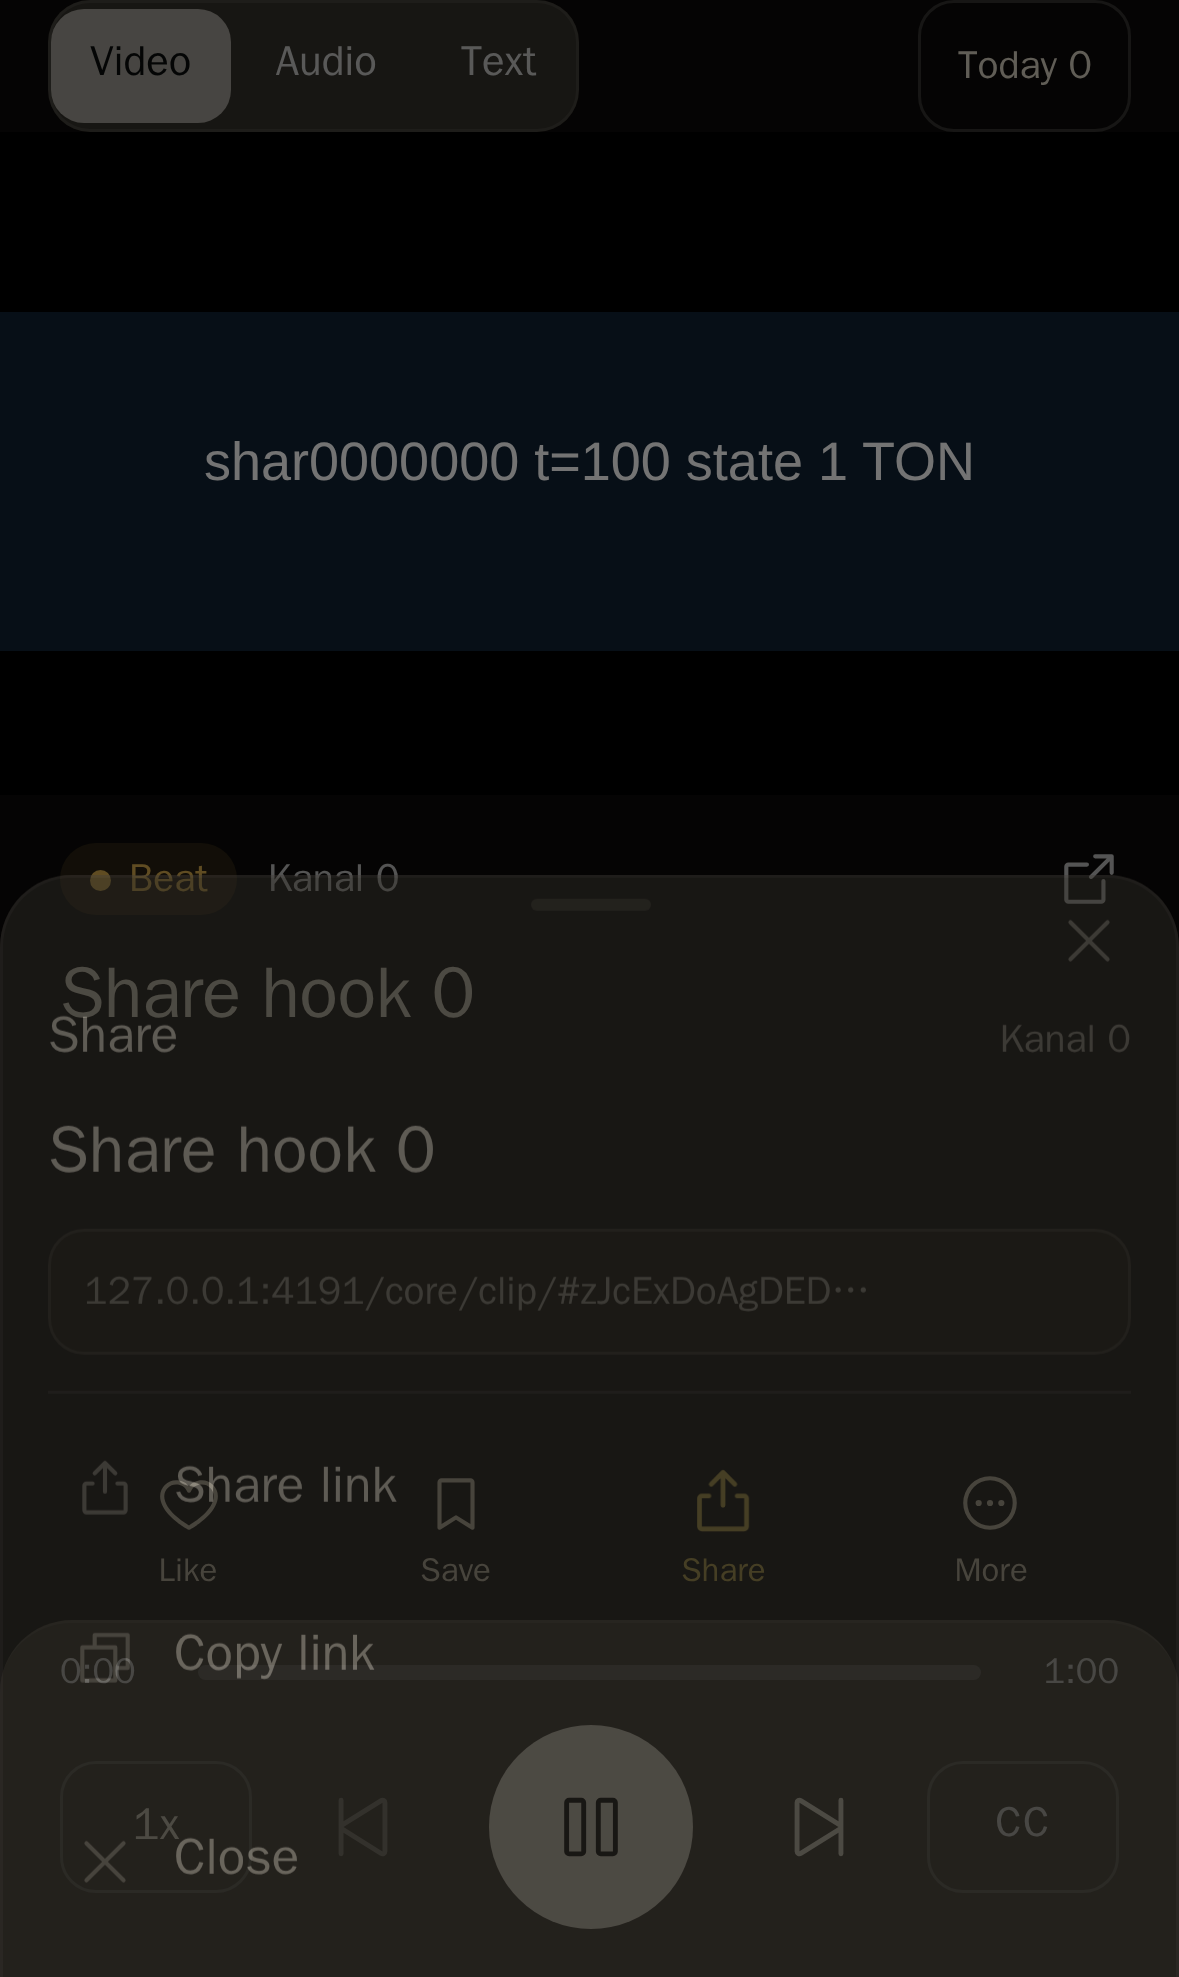 Video Audio Text Today 0
shar0000000 t=100 state 1 TON
Beat Kanal 0
Share hook 0
Share Kanal 0
Share hook 0
127.0.0.1:4191/core/clip/#zJcExDoAgDED…
Share link
Like Save Share More
Copy link
0:00 1:00
1x CC
Close